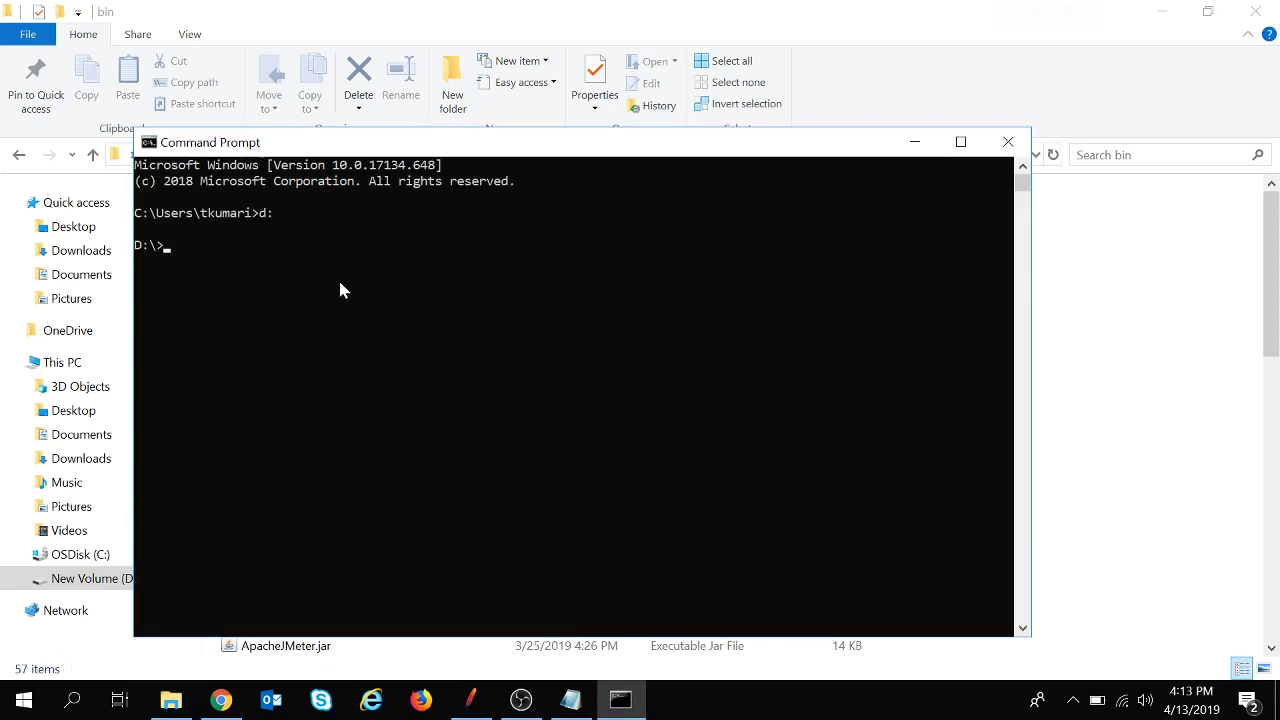 bin
File
Home
Share
View
Pin to Quick
access
Copy
Paste
Cut
Copy path
Paste shortcut
Move
to
Copy
to
Delete
Rename
New
folder
New item
Easy access
Properties
Open
Edit
History
Select all
Select none
Invert selection
Command Prompt
Search bin
Microsoft Windows [Version 10.0.17134.648]
(c) 2018 Microsoft Corporation. All rights reserved.
C:\Users\tkumari>d:
D:\>
Quick access
Desktop
Downloads
Documents
Pictures
OneDrive
This PC
3D Objects
Desktop
Documents
Downloads
Music
Pictures
Videos
OSDisk (C:)
New Volume (D
Network
ApacheJMeter.jar 3/25/2019 4:26 PM Executable Jar File 14 KB
57 items
4:13 PM
4/13/2019
2